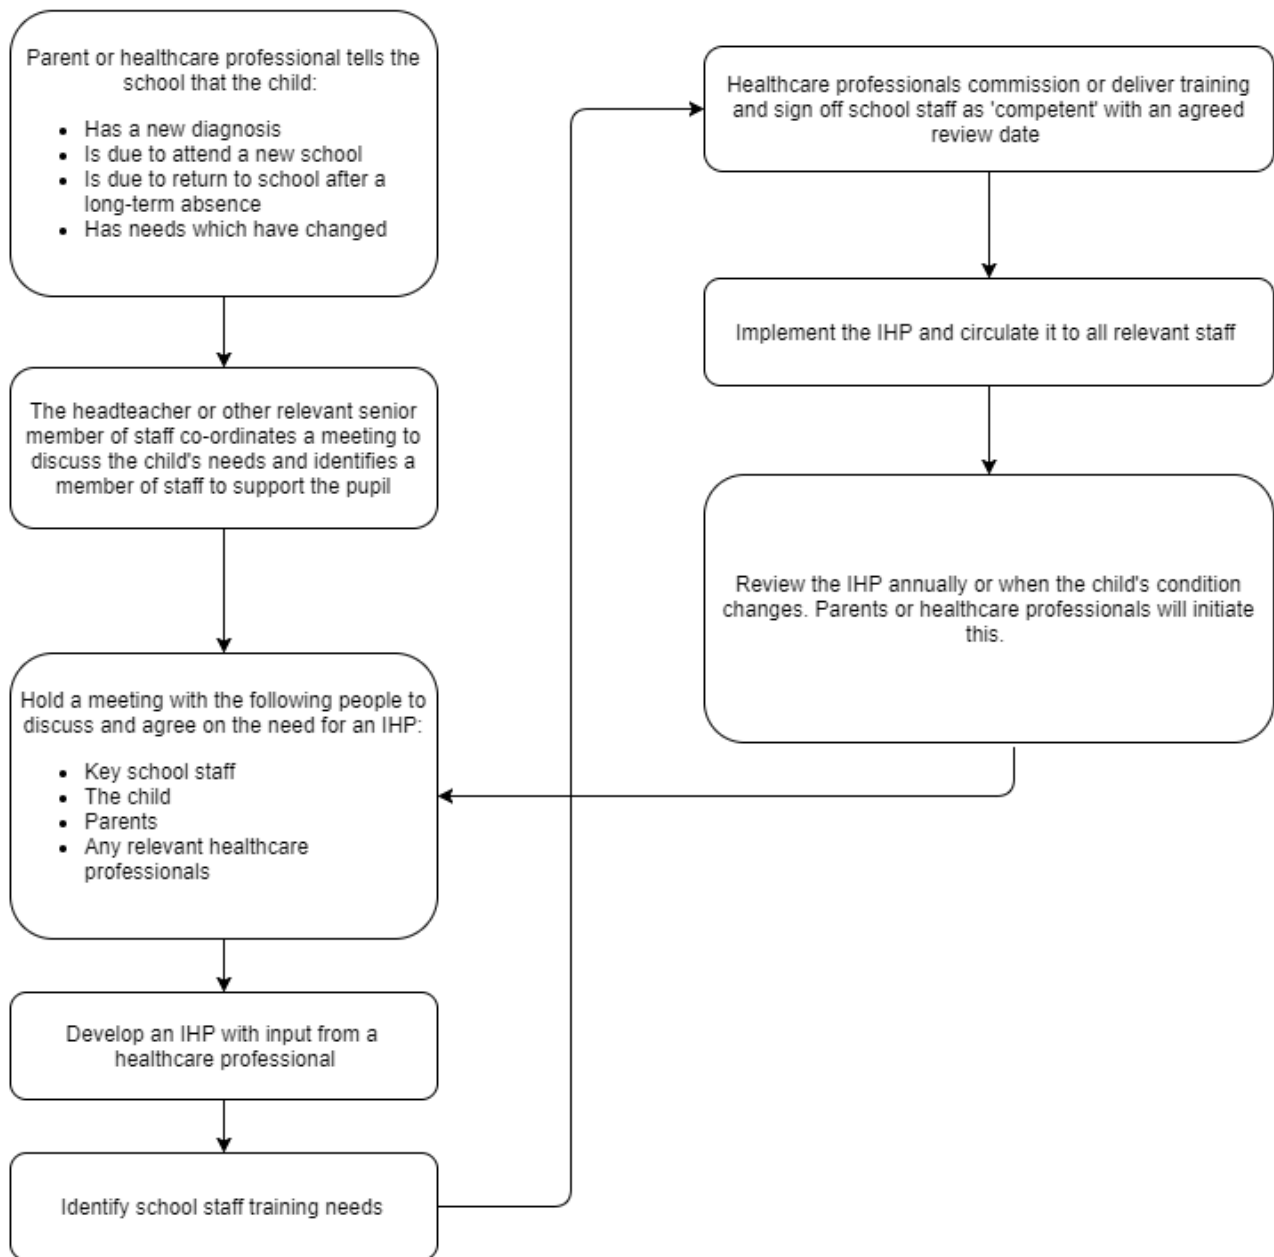 Parent or healthcare professional tells the
school that the child:
• Has a new diagnosis
• Is due to attend a new school
• Is due to return to school after a
long-term absence
• Has needs which have changed
The headteacher or other relevant senior
member of staff co-ordinates a meeting to
discuss the child's needs and identifies a
member of staff to support the pupil
Hold a meeting with the following people to
discuss and agree on the need for an IHP:
• Key school staff
• The child
• Parents
• Any relevant healthcare
professionals
Develop an IHP with input from a
healthcare professional
Identify school staff training needs
Healthcare professionals commission or deliver training
and sign off school staff as 'competent' with an agreed
review date
Implement the IHP and circulate it to all relevant staff
Review the IHP annually or when the child's condition
changes. Parents or healthcare professionals will initiate
this.